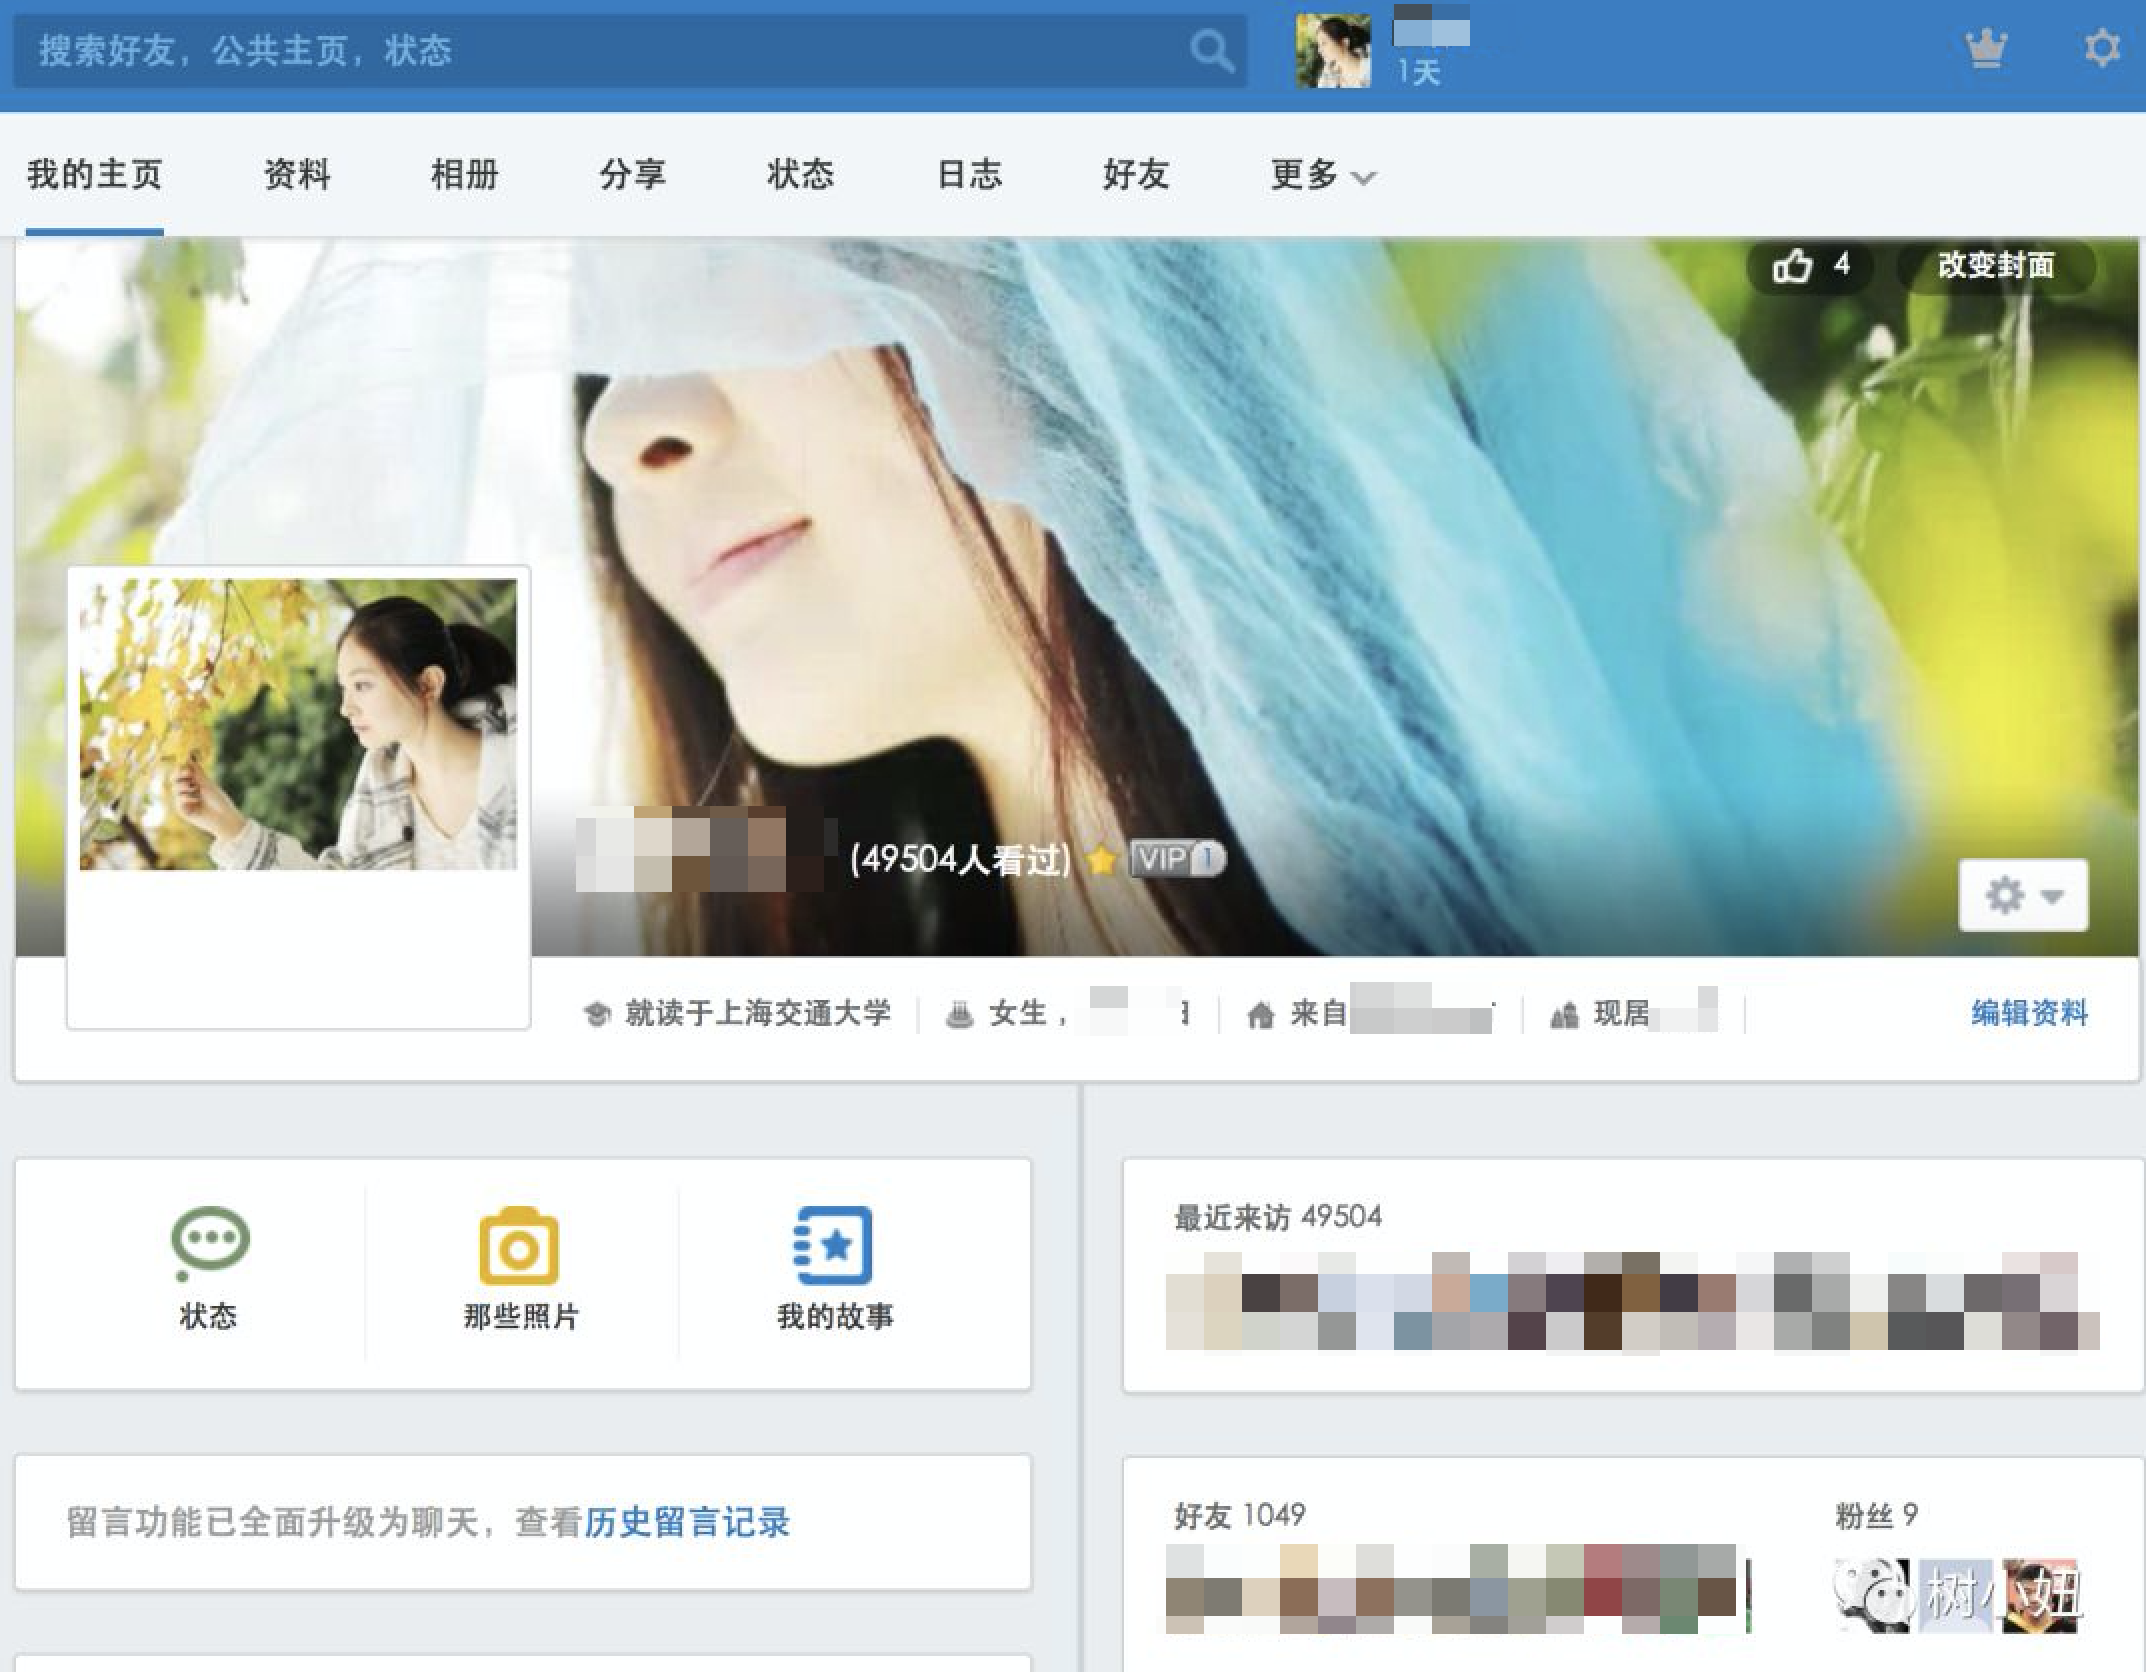 搜索好友，公共主页，状态
1天
我的主页 资料 相册 分享 状态 日志 好友 更多
4 改变封面
(49504人看过) VIP 1
就读于上海交通大学 女生， 来自 现居 编辑资料
状态 那些照片 我的故事
最近来访 49504
留言功能已全面升级为聊天，查看历史留言记录
好友 1049 粉丝 9
树小妞